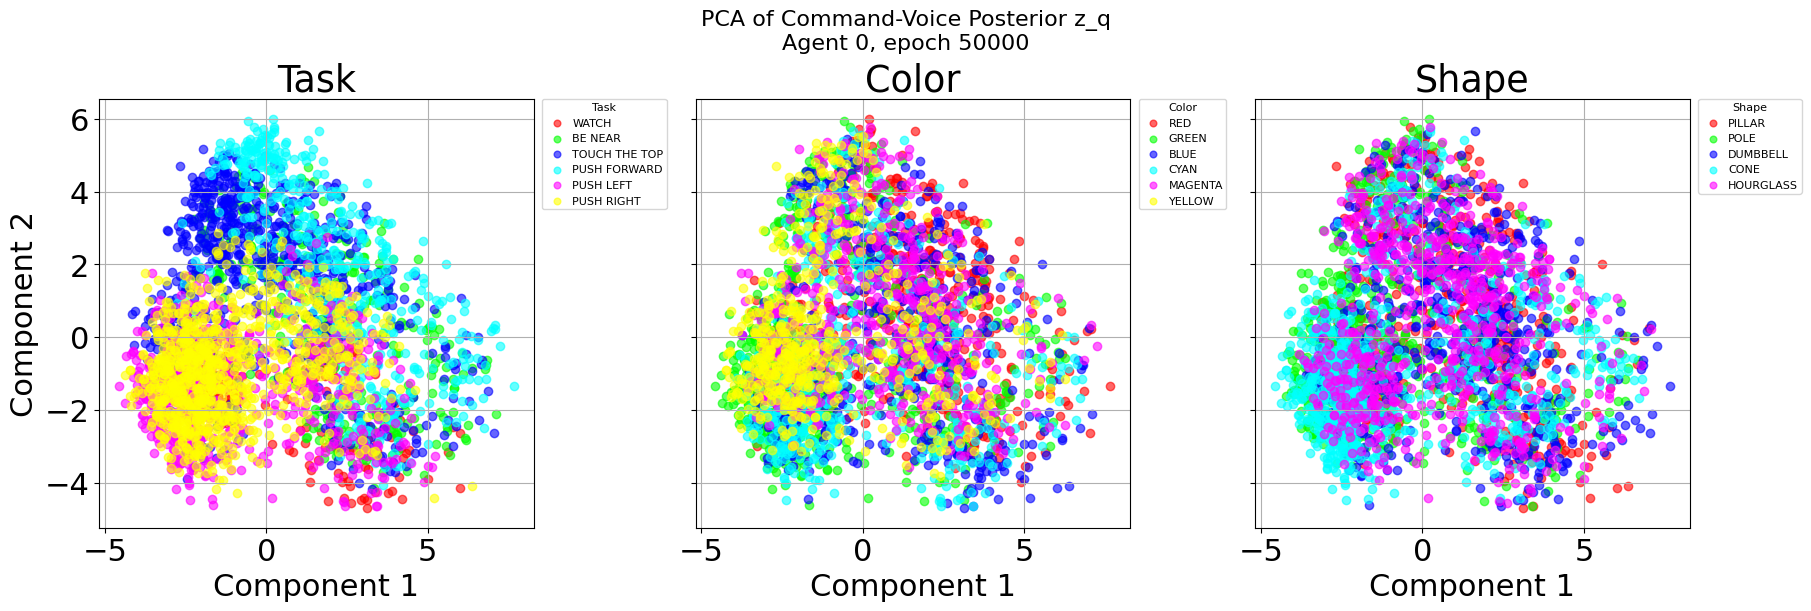 PCA of Command-Voice Posterior z_q
Agent 0, epoch 50000
Task
Component 2
6
4
2
0
−2
−4
−5
0
5
Component 1
Task
WATCH
BE NEAR
TOUCH THE TOP
PUSH FORWARD
PUSH LEFT
PUSH RIGHT
Color
−5
0
5
Component 1
Color
RED
GREEN
BLUE
CYAN
MAGENTA
YELLOW
Shape
−5
0
5
Component 1
Shape
PILLAR
POLE
DUMBBELL
CONE
HOURGLASS